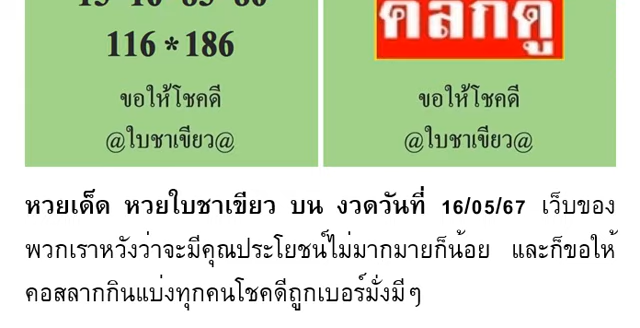 116 * 186
คลิกดู
ขอให้โชคดี
@ใบชาเขียว@
ขอให้โชคดี
@ใบชาเขียว@
หวยเด็ด หวยใบชาเขียว บน งวดวันที่ 16/05/67 เว็บของ
พวกเราหวังว่าจะมีคุณประโยชน์ไม่มากมายก็น้อย และก็ขอให้
คอสลากกินแบ่งทุกคนโชคดีถูกเบอร์มั่งมีๆ